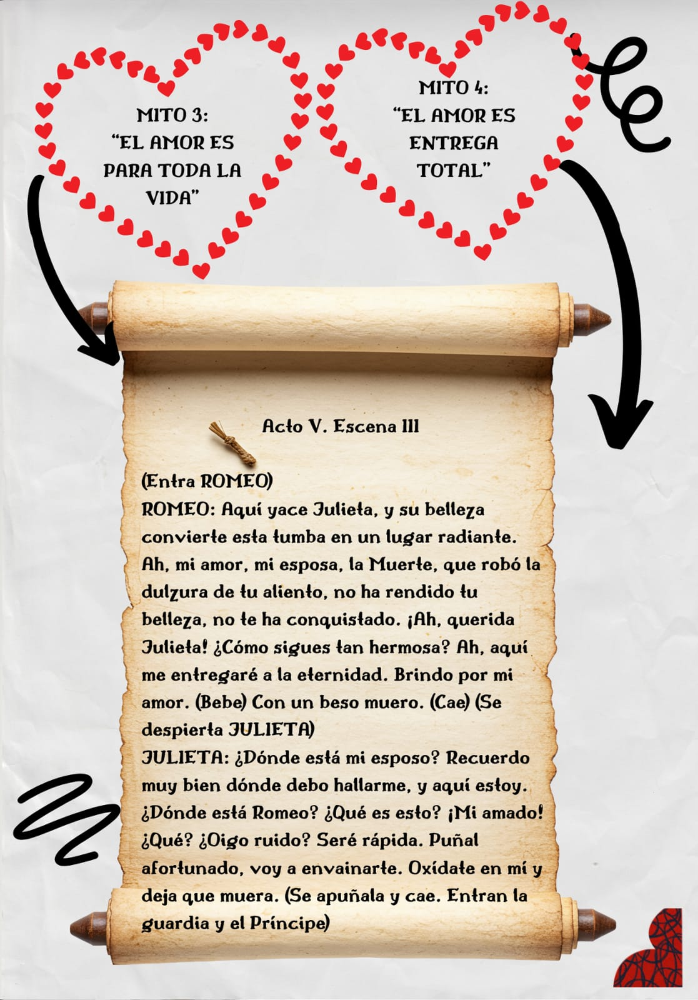 MITO 3:
“EL AMOR ES
PARA TODA LA
VIDA”
MITO 4:
“EL AMOR ES
ENTREGA
TOTAL”
Acto V. Escena III
(Entra ROMEO)
ROMEO: Aquí yace Julieta, y su belleza
convierte esta tumba en un lugar radiante.
Ah, mi amor, mi esposa, la Muerte, que robó la
dulzura de tu aliento, no ha rendido tu
belleza, no te ha conquistado. ¡Ah, querida
Julieta! ¿Cómo sigues tan hermosa? Ah, aquí
me entregaré a la eternidad. Brindo por mi
amor. (Bebe) Con un beso muero. (Cae) (Se
despierta JULIETA)
JULIETA: ¿Dónde está mi esposo? Recuerdo
muy bien dónde debo hallarme, y aquí estoy.
¿Dónde está Romeo? ¿Qué es esto? ¡Mi amado!
¿Qué? ¿Oigo ruido? Seré rápida. Puñal
afortunado, voy a envainarte. Oxídate en mí y
deja que muera. (Se apuñala y cae. Entran la
guardia y el Príncipe)